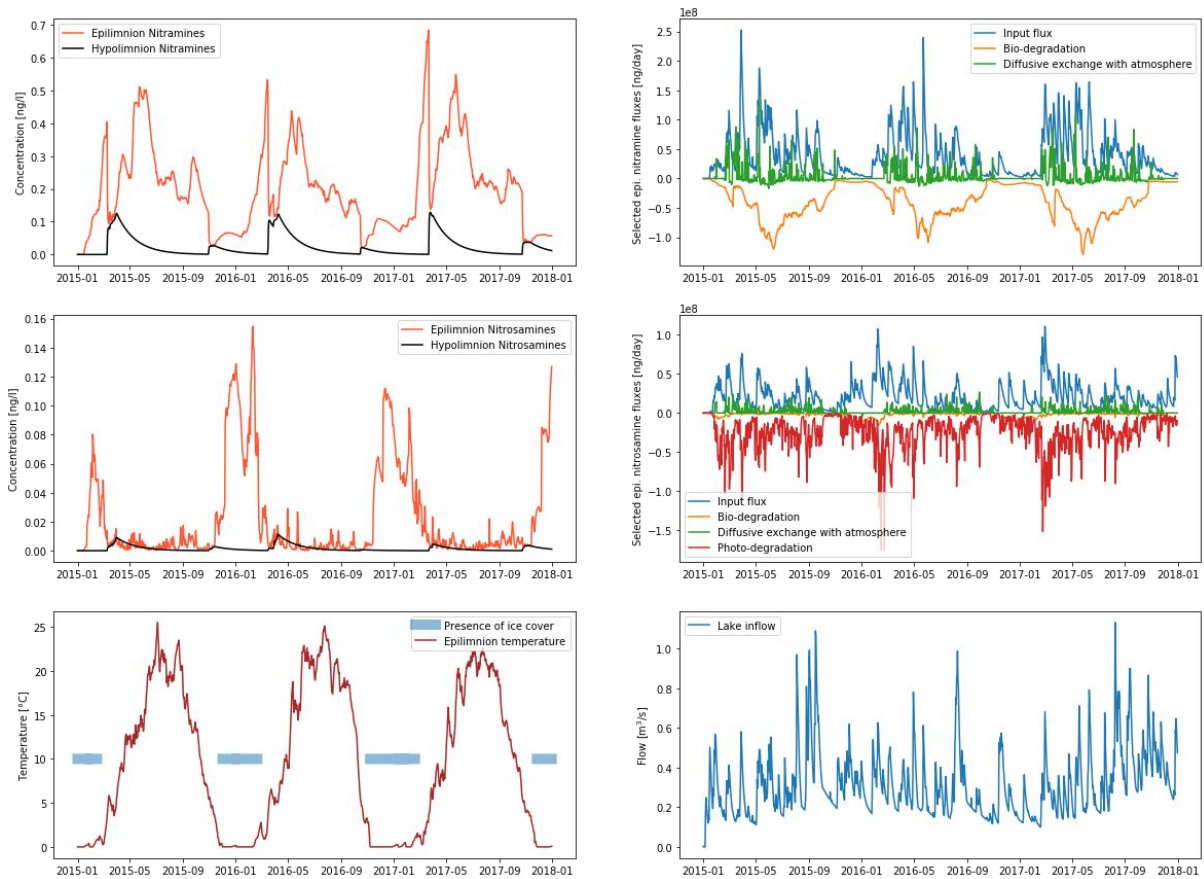 Epilimnion Nitramines
Hypolimnion Nitramines
Concentration [ng/l]
0.7
0.6
0.5
0.4
0.3
0.2
0.1
0.0
2015-01 2015-05 2015-09 2016-01 2016-05 2016-09 2017-01 2017-05 2017-09 2018-01
1e8
Input flux
Bio-degradation
Diffusive exchange with atmosphere
Selected epi. nitramine fluxes [ng/day]
2.5
2.0
1.5
1.0
0.5
0.0
−0.5
−1.0
2015-01 2015-05 2015-09 2016-01 2016-05 2016-09 2017-01 2017-05 2017-09 2018-01
Epilimnion Nitrosamines
Hypolimnion Nitrosamines
Concentration [ng/l]
0.16
0.14
0.12
0.10
0.08
0.06
0.04
0.02
0.00
2015-01 2015-05 2015-09 2016-01 2016-05 2016-09 2017-01 2017-05 2017-09 2018-01
1e8
Selected epi. nitrosamine fluxes [ng/day]
1.0
0.5
0.0
−0.5
−1.0
−1.5
Input flux
Bio-degradation
Diffusive exchange with atmosphere
Photo-degradation
2015-01 2015-05 2015-09 2016-01 2016-05 2016-09 2017-01 2017-05 2017-09 2018-01
Presence of ice cover
Epilimnion temperature
Temperature [°C]
25
20
15
10
5
0
2015-01 2015-05 2015-09 2016-01 2016-05 2016-09 2017-01 2017-05 2017-09 2018-01
Lake inflow
Flow [m³/s]
1.0
0.8
0.6
0.4
0.2
0.0
2015-01 2015-05 2015-09 2016-01 2016-05 2016-09 2017-01 2017-05 2017-09 2018-01